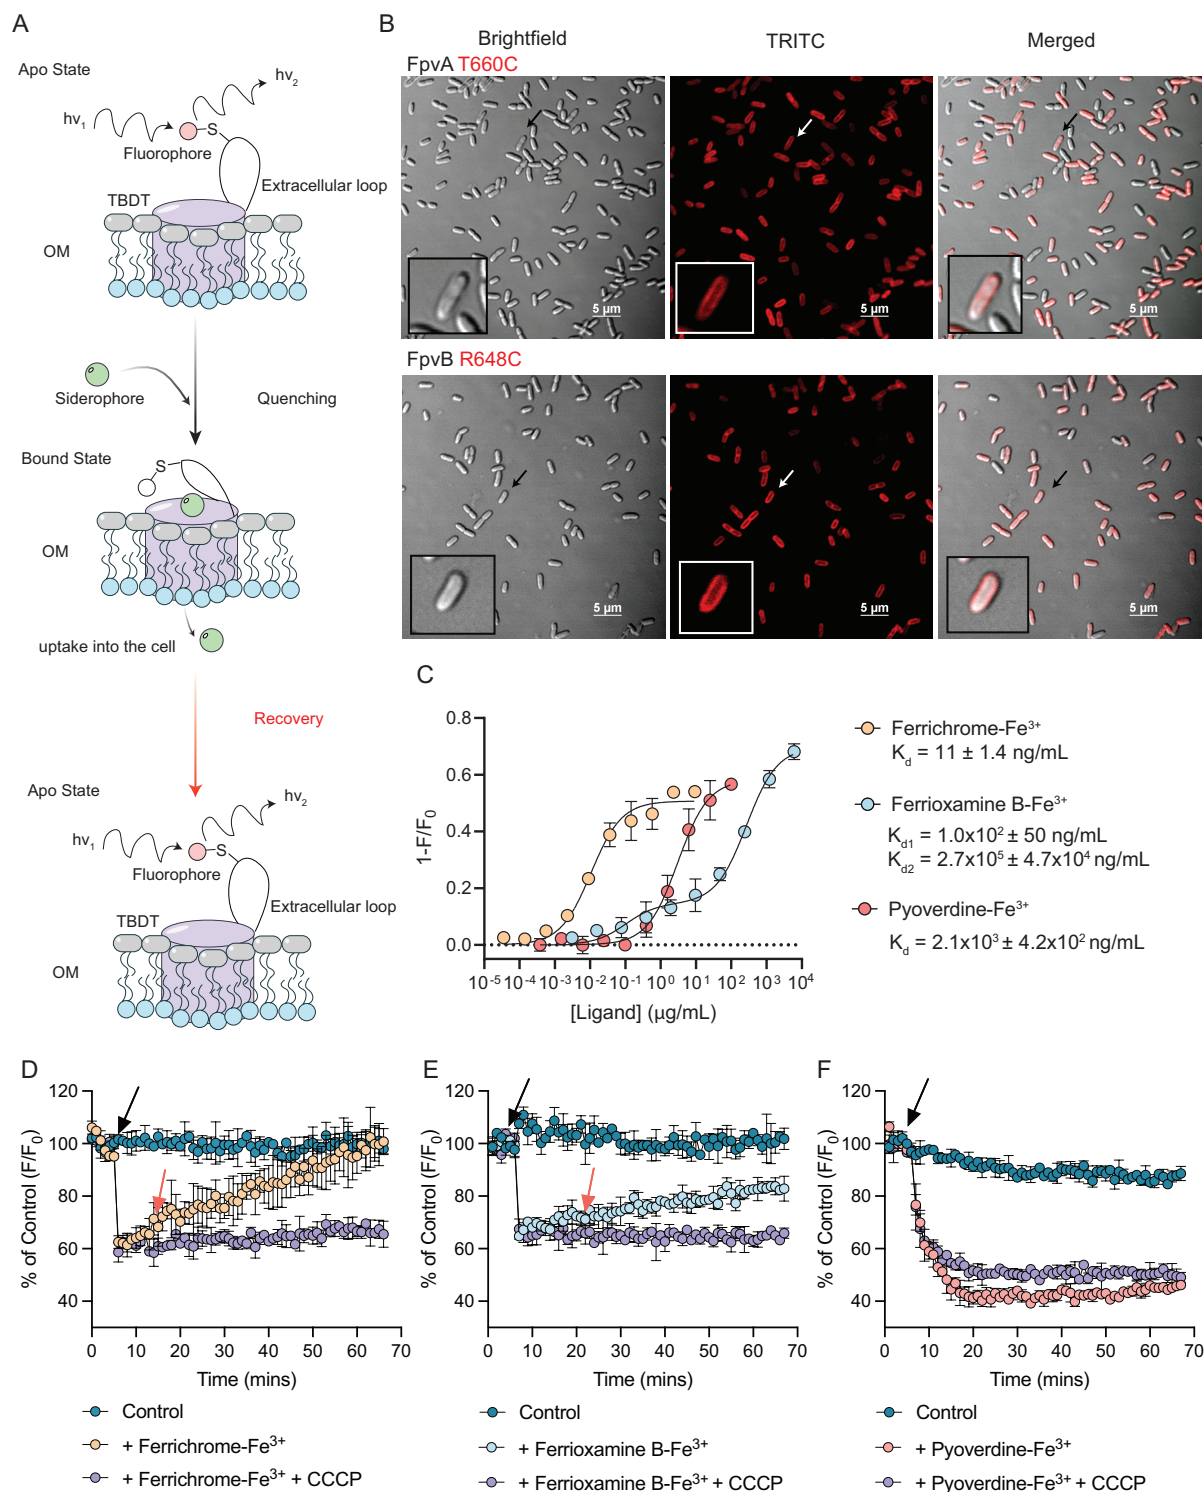 A
Apo State
hν1
hν2
S
Fluorophore
Extracellular loop
TBDT
OM
Siderophore
Quenching
Bound State
S
OM
uptake into the cell
Recovery
Apo State
hν1
hν2
S
Fluorophore
Extracellular loop
TBDT
OM
B
Brightfield TRITC Merged
FpvA T660C
5 µm 5 µm 5 µm
FpvB R648C
5 µm 5 µm 5 µm
C
1-F/F0
0.8
0.6
0.4
0.2
0.0
10-5 10-4 10-3 10-2 10-1 100 101 102 103 104
[Ligand] (µg/mL)
Ferrichrome-Fe3+
Kd = 11 ± 1.4 ng/mL
Ferrioxamine B-Fe3+
Kd1 = 1.0x102 ± 50 ng/mL
Kd2 = 2.7x105 ± 4.7x104 ng/mL
Pyoverdine-Fe3+
Kd = 2.1x103 ± 4.2x102 ng/mL
D
% of Control (F/F0)
120
100
80
60
40
0 10 20 30 40 50 60 70
Time (mins)
Control
+ Ferrichrome-Fe3+
+ Ferrichrome-Fe3+ + CCCP
E
% of Control (F/F0)
120
100
80
60
40
0 10 20 30 40 50 60 70
Time (mins)
Control
+ Ferrioxamine B-Fe3+
+ Ferrioxamine B-Fe3+ + CCCP
F
% of Control (F/F0)
120
100
80
60
40
0 10 20 30 40 50 60 70
Time (mins)
Control
+ Pyoverdine-Fe3+
+ Pyoverdine-Fe3+ + CCCP